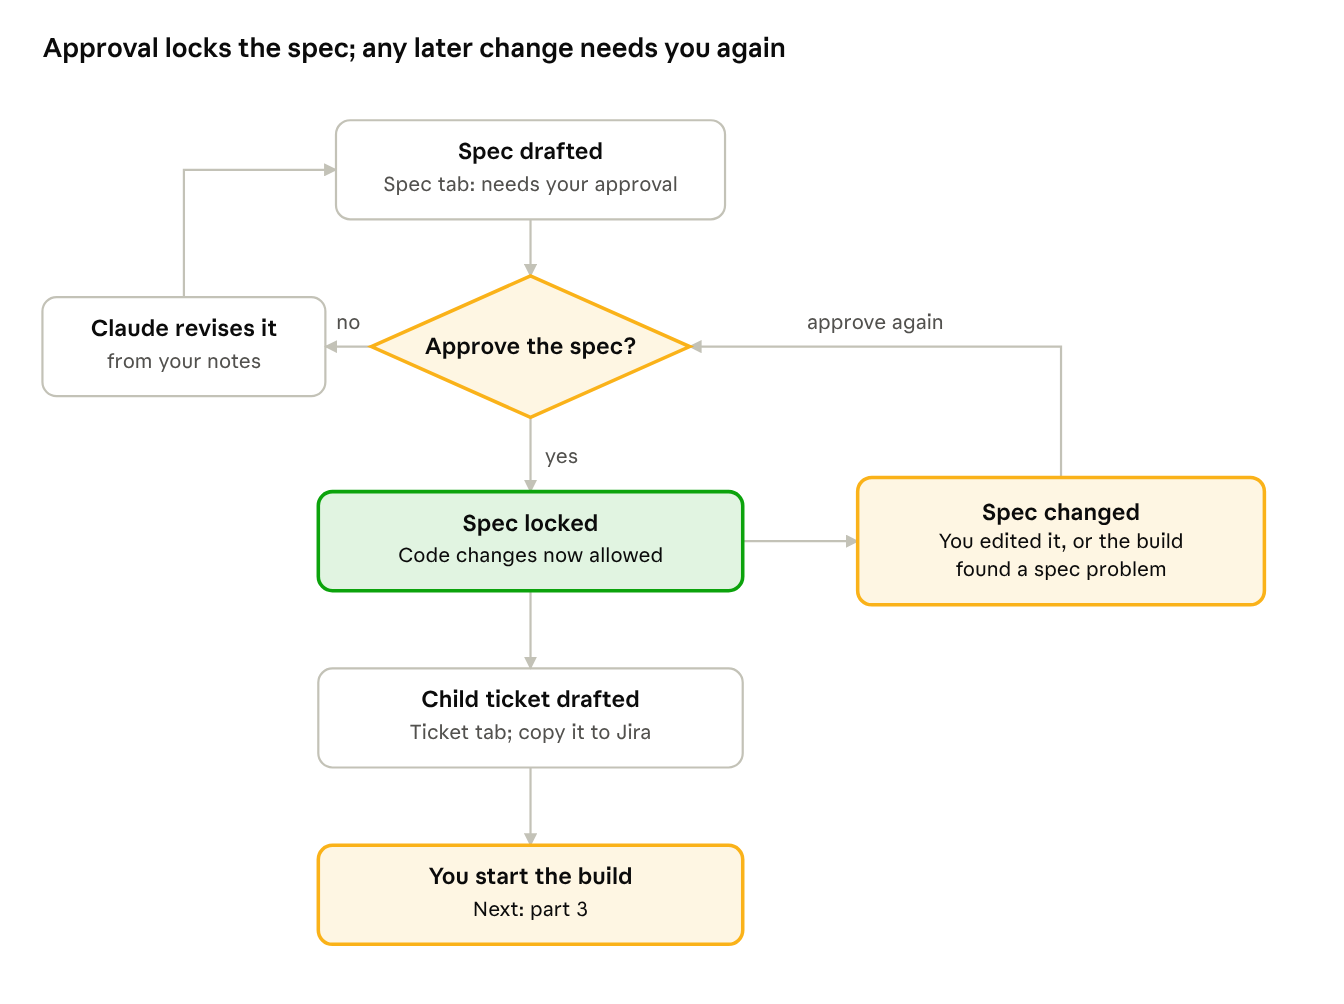 Approval locks the spec; any later change needs you again
Spec drafted
Spec tab: needs your approval
Claude revises it
from your notes
no
Approve the spec?
approve again
yes
Spec locked
Code changes now allowed
Spec changed
You edited it, or the build
found a spec problem
Child ticket drafted
Ticket tab; copy it to Jira
You start the build
Next: part 3